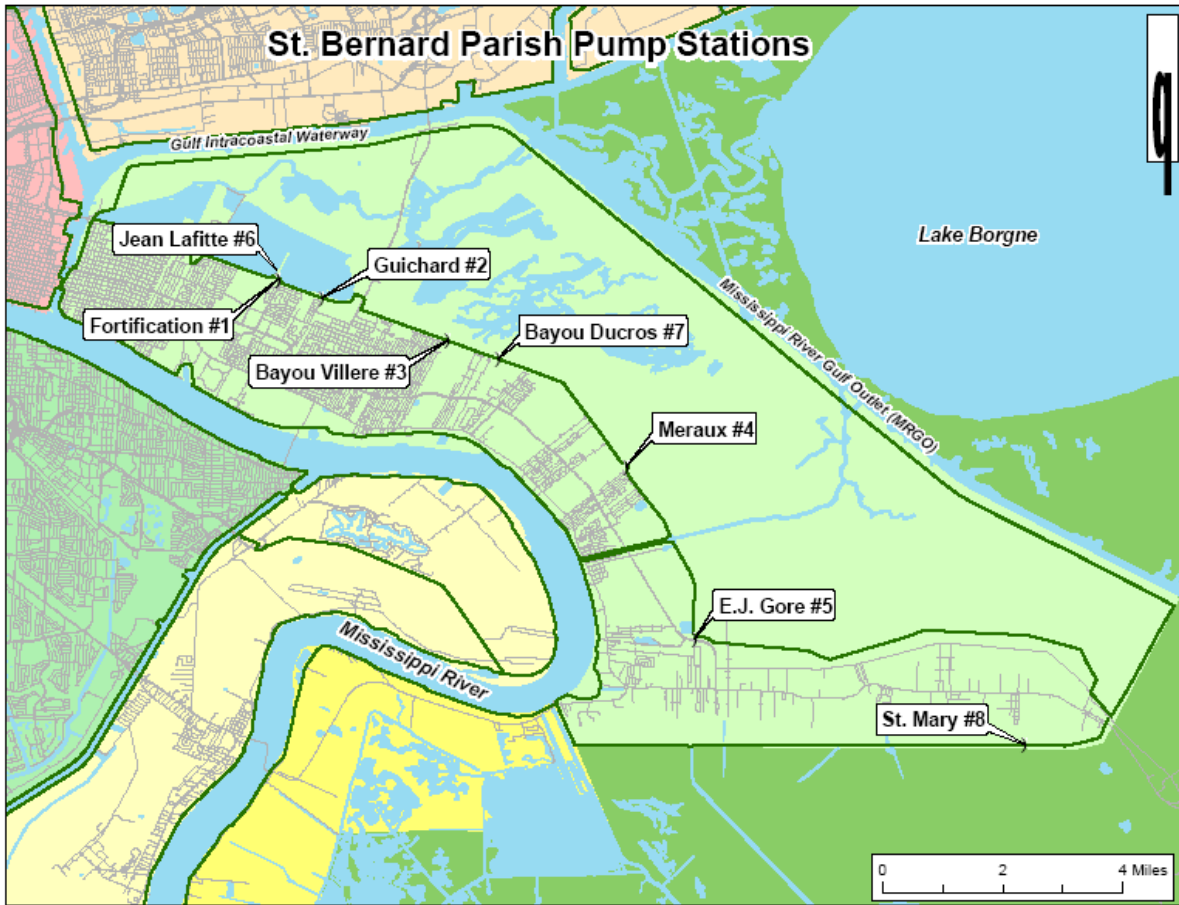 St. Bernard Parish Pump Stations
q
Gulf Intracoastal Waterway
Lake Borgne
Jean Lafitte #6
Guichard #2
Fortification #1
Bayou Ducros #7
Bayou Villere #3
Mississippi River Gulf Outlet (MRGO)
Meraux #4
E.J. Gore #5
Mississippi River
St. Mary #8
0 2 4 Miles